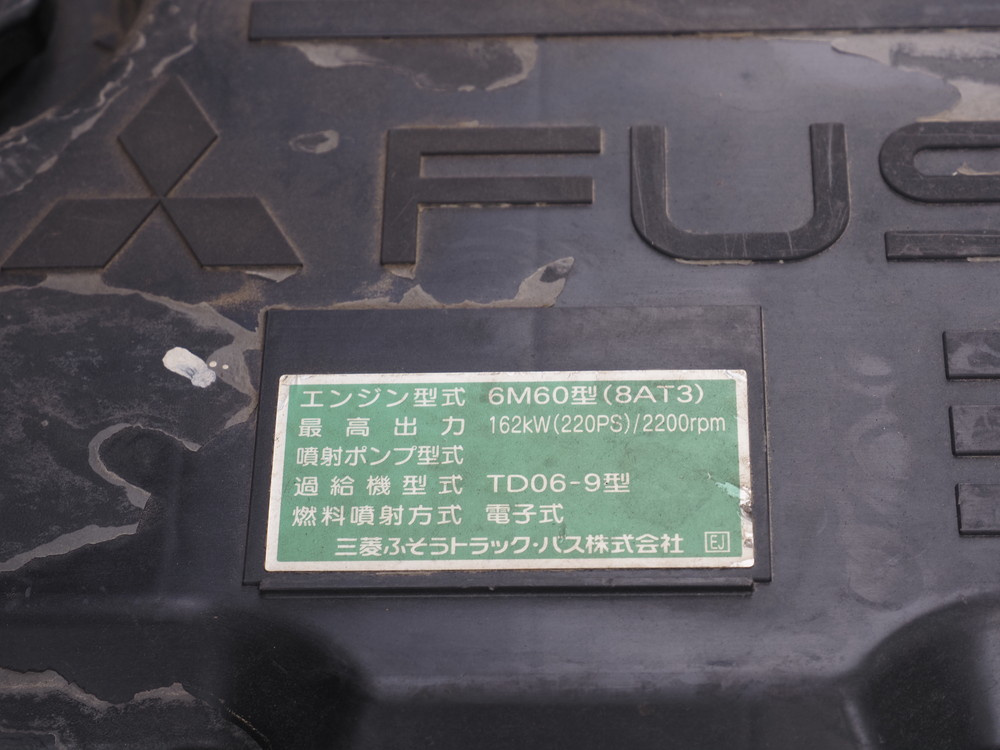 FUS
エンジン型式 6M60型(8AT3)
最高出力 162kW(220PS)/2200rpm
噴射ポンプ型式
過給機型式 TD06-9型
燃料噴射方式 電子式
三菱ふそうトラック・バス株式会社 EJ